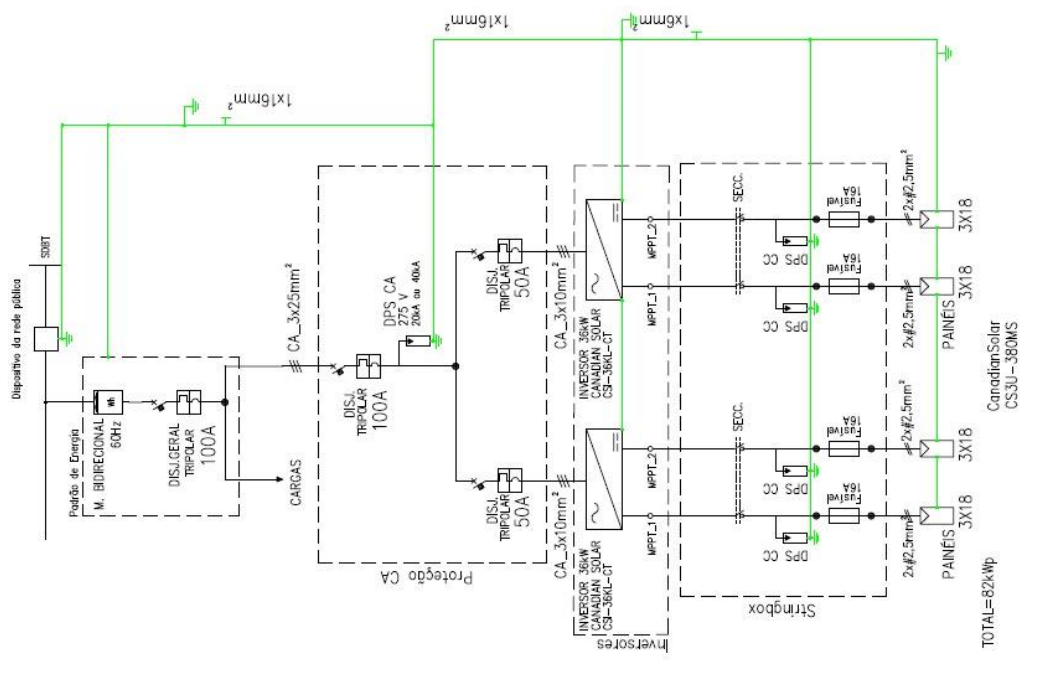 Dispositivo da rede pública
SDBT
1x16mm²
1x16mm²
1x6mm²
Padrão de Energia
M. BIDIRECIONAL
60Hz
Wh
DISJ.GERAL
TRIPOLAR
100A
CARGAS
CA_3x25mm²
Proteção CA
DISJ.
TRIPOLAR
100A
DPS CA
275 V
20kA ou 40kA
DISJ.
TRIPOLAR
50A
DISJ.
TRIPOLAR
50A
CA_3x10mm²
CA_3x10mm²
Inversores
INVERSOR 36kW
CANADIAN SOLAR
CSI-36KL-CT
INVERSOR 36kW
CANADIAN SOLAR
CSI-36KL-CT
MPPT_1
MPPT_2
MPPT_1
MPPT_2
Stringbox
SECC.
SECC.
DPS CC
DPS CC
DPS CC
DPS CC
Fusível
16A
Fusível
16A
Fusível
16A
Fusível
16A
2x#2,5mm²
2x#2,5mm²
2x#2,5mm²
2x#2,5mm²
3X18
3X18
3X18
3X18
PAINÉIS
PAINÉIS
CanadianSolar
CS3U-380MS
TOTAL=82kWp